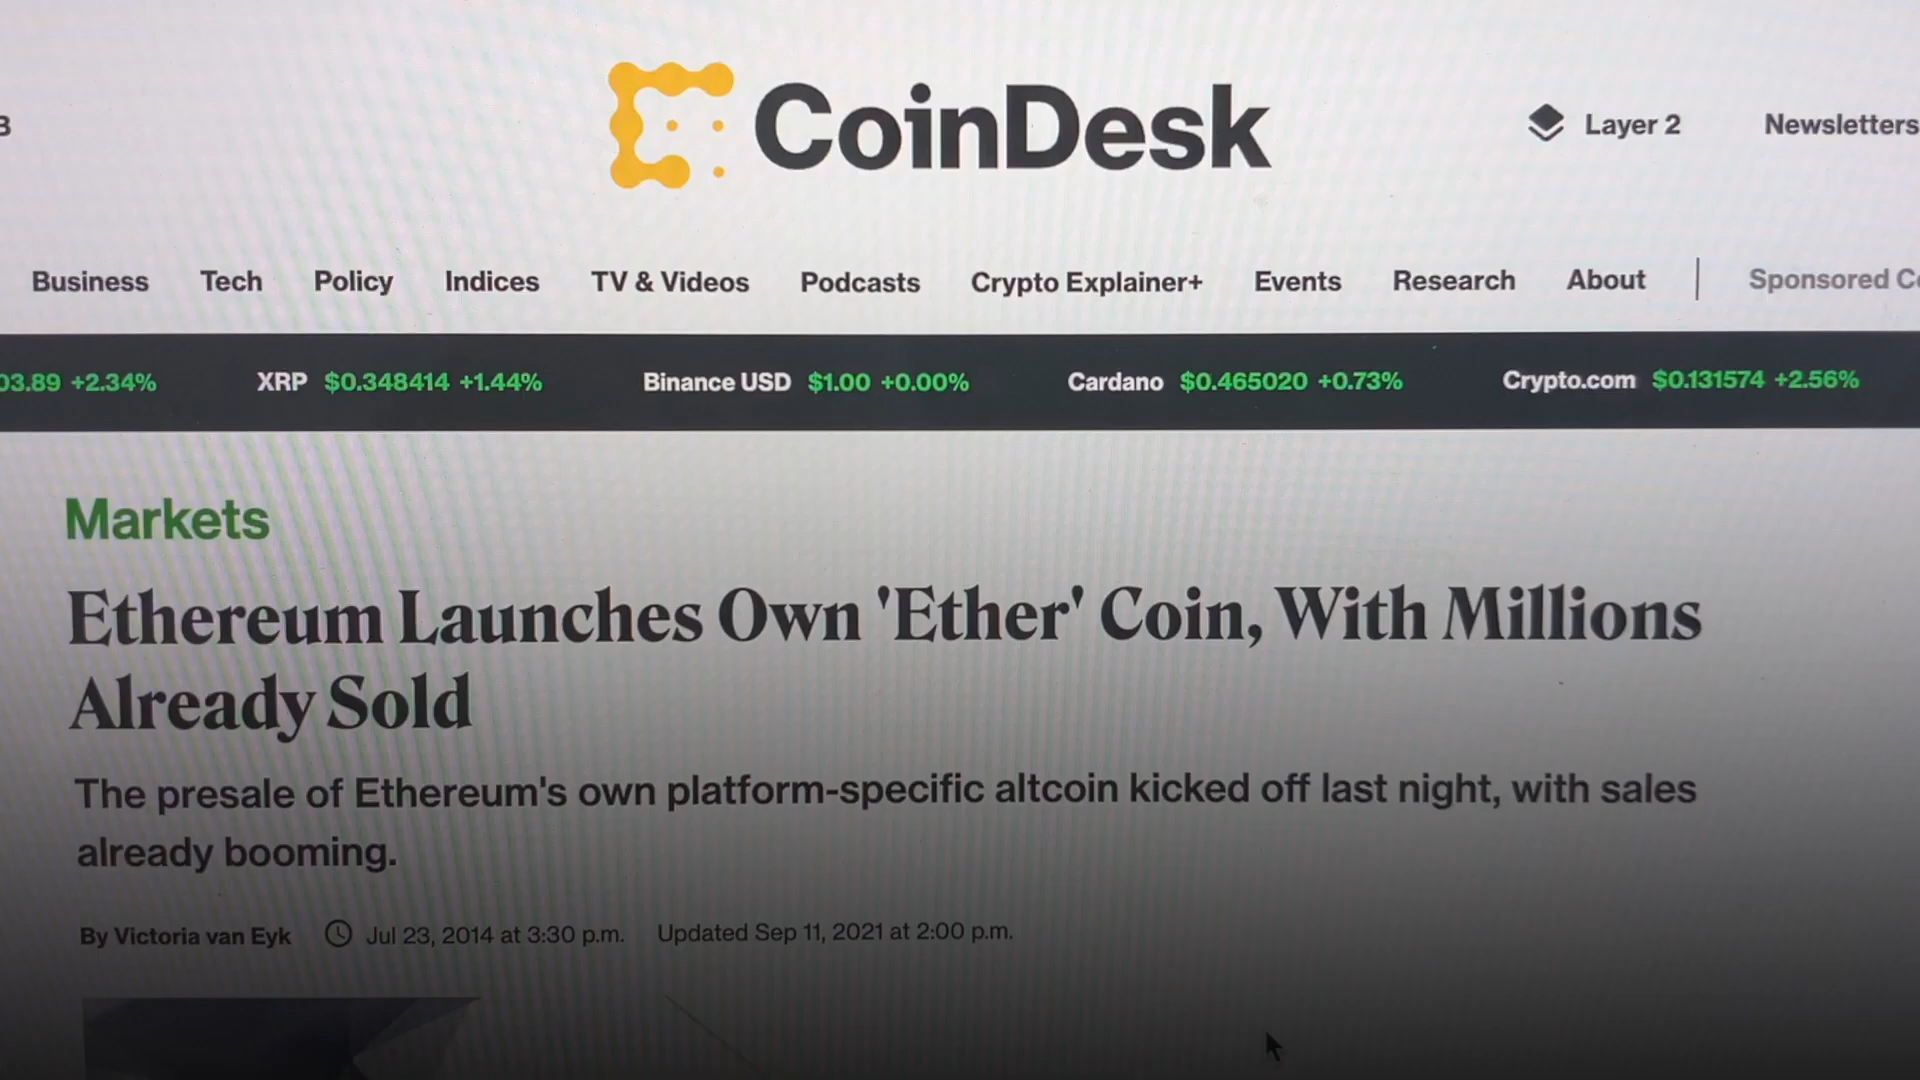 CoinDesk
Layer 2
Newsletters
Business Tech Policy Indices TV & Videos Podcasts Crypto Explainer+ Events Research About | Sponsored
03.89 +2.34% XRP $0.348414 +1.44% Binance USD $1.00 +0.00% Cardano $0.465020 +0.73% Crypto.com $0.131574 +2.56%
Markets
Ethereum Launches Own 'Ether' Coin, With Millions
Already Sold
The presale of Ethereum's own platform-specific altcoin kicked off last night, with sales
already booming.
By Victoria van Eyk Jul 23, 2014 at 3:30 p.m. Updated Sep 11, 2021 at 2:00 p.m.